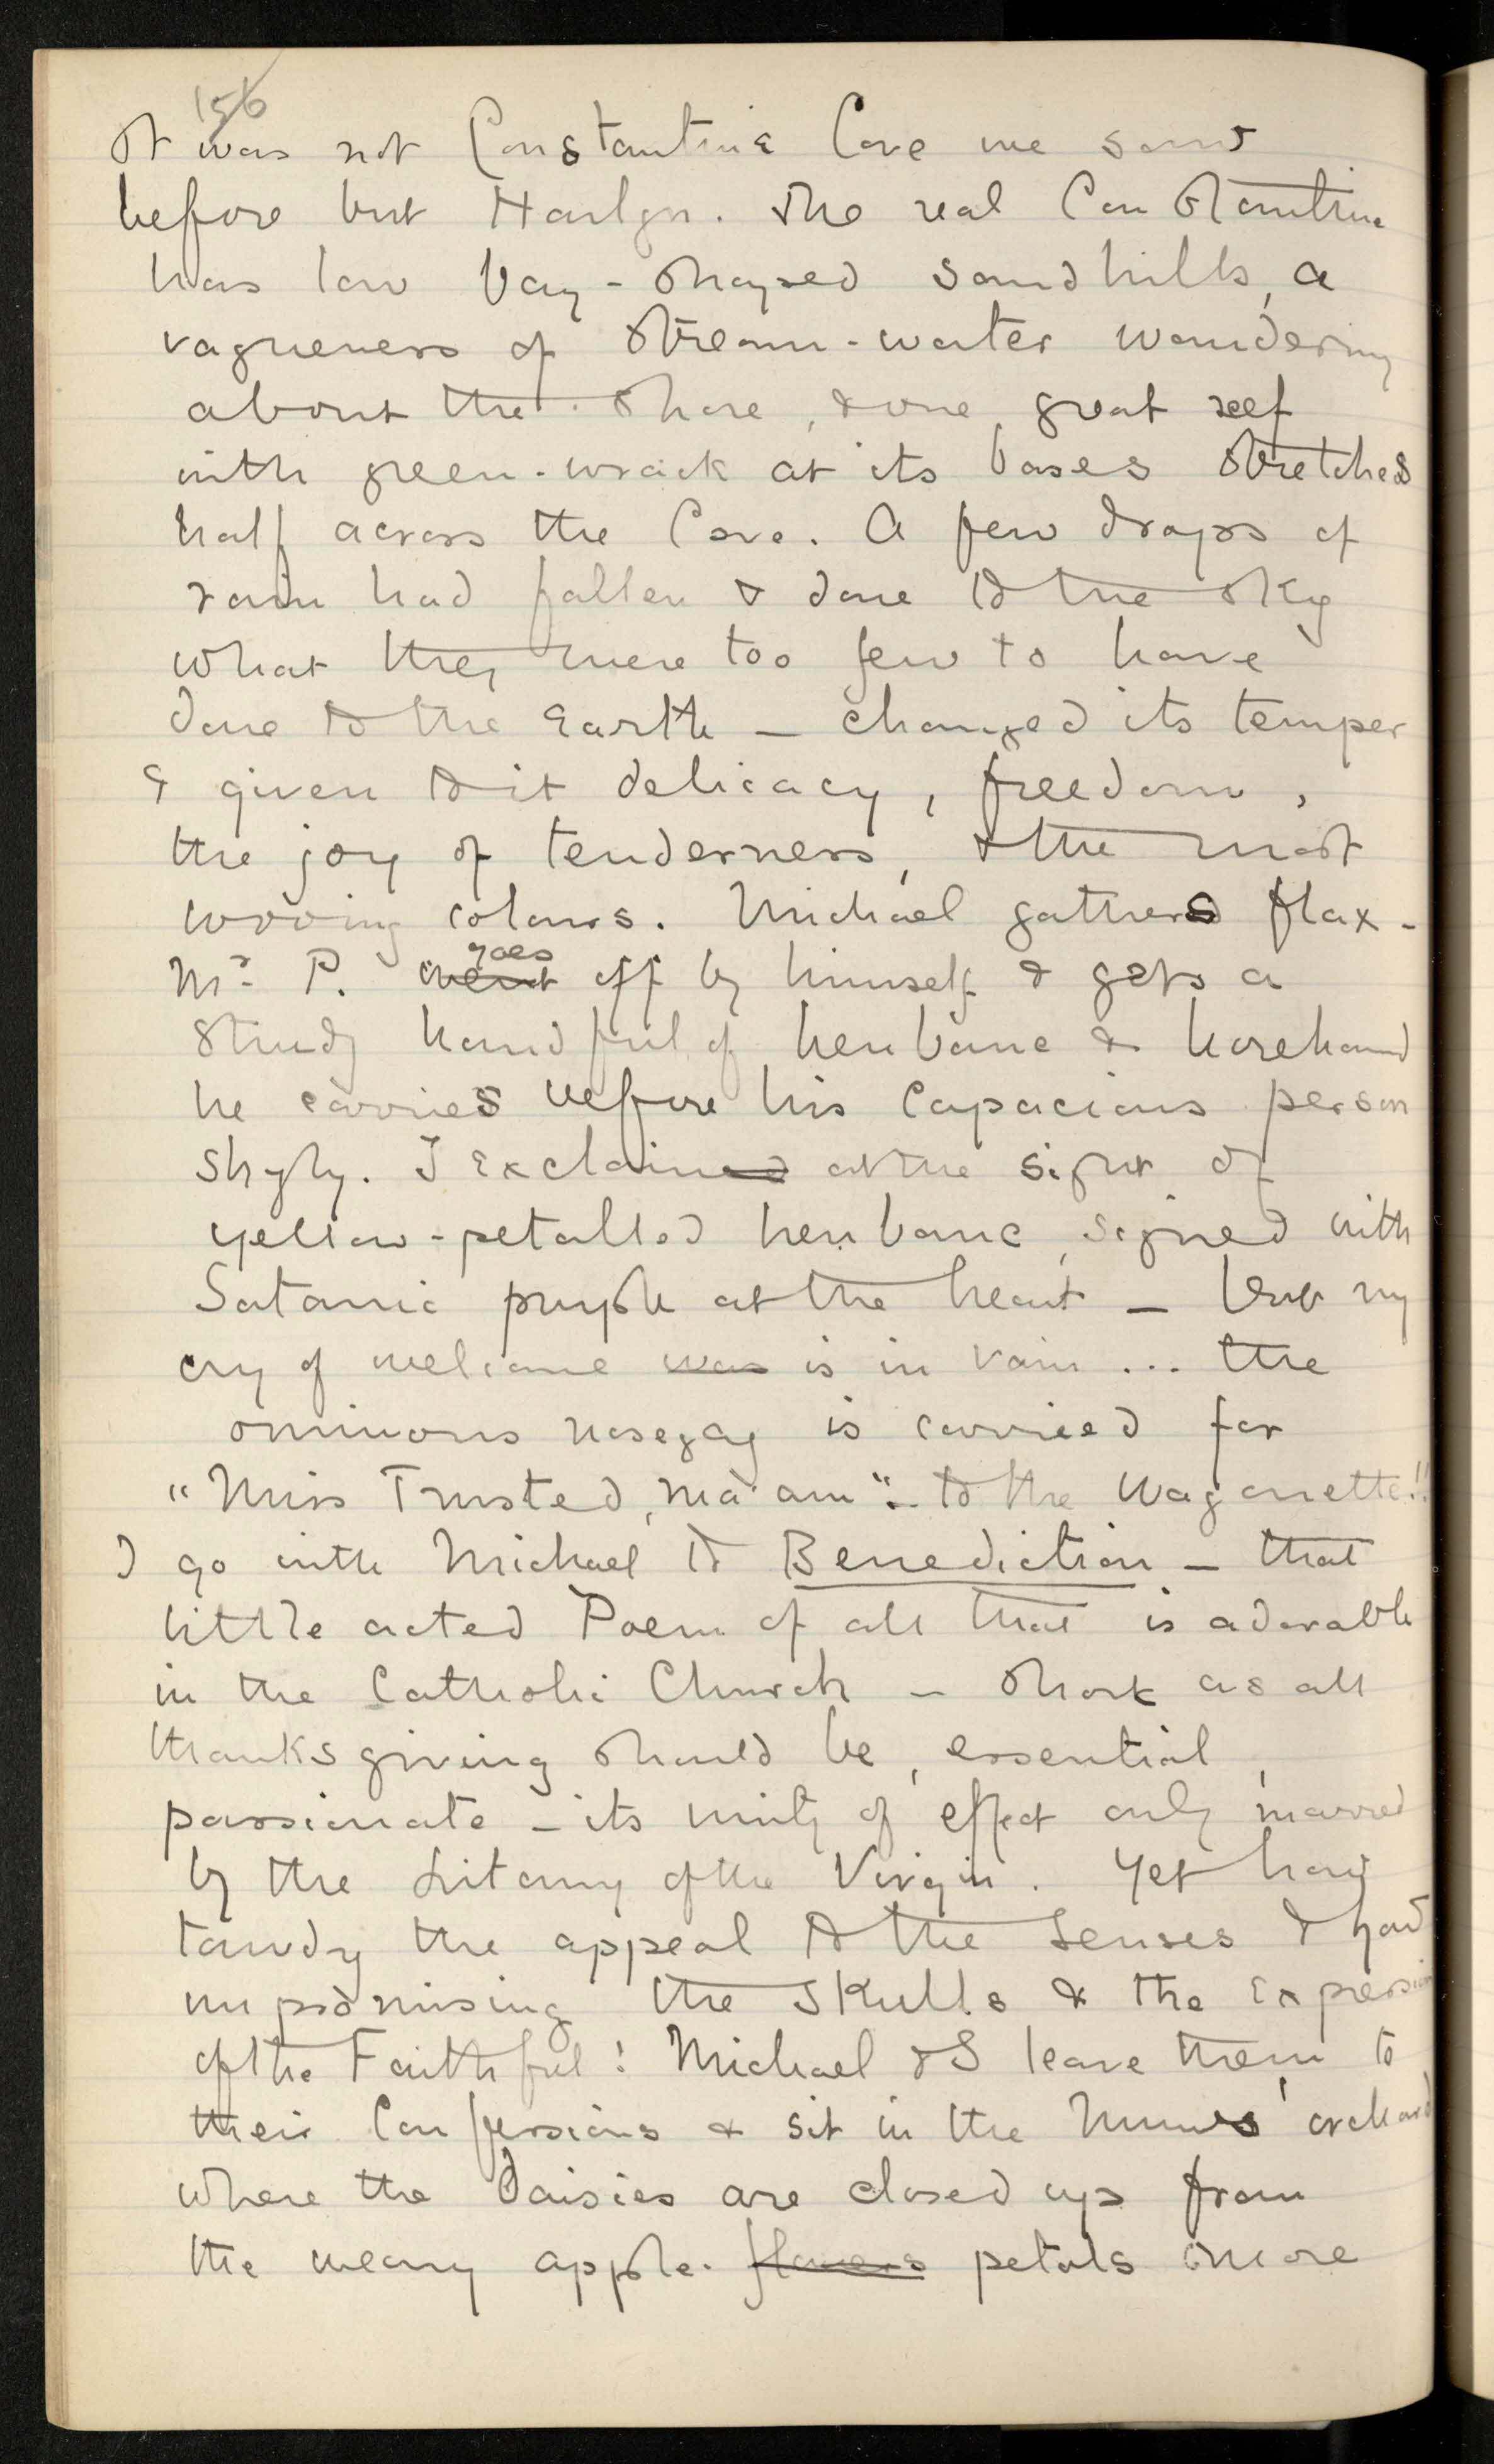 156
It was not Constantine Cove we saw
before but Harlyn. The real Constantine
has low bay-shaped sandhills, a
vagueness of stream-water wandering
about the shore, & one great reef
with green-wrack at its bases stretches
half across the Cove. A few drops of
rain had fallen & done to the sky
what they were too few to have
done to the Earth — changed its temper
& given to it delicacy, freedom,
the joy of tenderness, & the most
wooing colours. Michael gathers flax -
Mr P. went goes off by himself & gets a
sturdy handful of henbane & horehound
he carries before his capacious person
shyly. I exclaimed at the sight of
yellow-petalled henbane, signed with
Satanic purple at the heart — but my
cry of welcome was is in vain ... the
ominous nosegay is carried for
"Miss Trusted, ma'am" - to the Wagonette!!
I go with Michael to Benediction — that
little acted Poem of all that is adorable
in the Catholic Church — short as all
thanksgiving should be, essential,
passionate - its unity of effect only marred
by the Litany of the Virgin. Yet how
tawdry the appeal to the senses & how
unpromising the skulls & the expression
of the Faithful! Michael & I leave them to
their Confessions & sit in the Nuns' orchard
where the daisies are closed up from
the weary apple- flowers petals once more